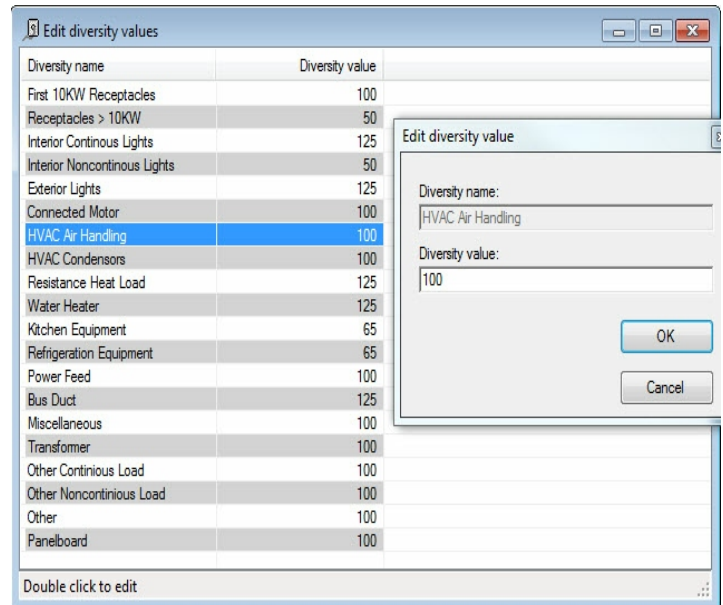 Edit diversity values
Diversity name Diversity value
First 10KW Receptacles 100
Receptacles > 10KW 50
Interior Continous Lights 125
Interior Noncontinous Lights 50
Exterior Lights 125
Connected Motor 100
HVAC Air Handling 100
HVAC Condensors 100
Resistance Heat Load 125
Water Heater 125
Kitchen Equipment 65
Refrigeration Equipment 65
Power Feed 100
Bus Duct 125
Miscellaneous 100
Transformer 100
Other Continious Load 100
Other Noncontinious Load 100
Other 100
Panelboard 100
Double click to edit
Edit diversity value
Diversity name:
HVAC Air Handling
Diversity value:
100
OK
Cancel